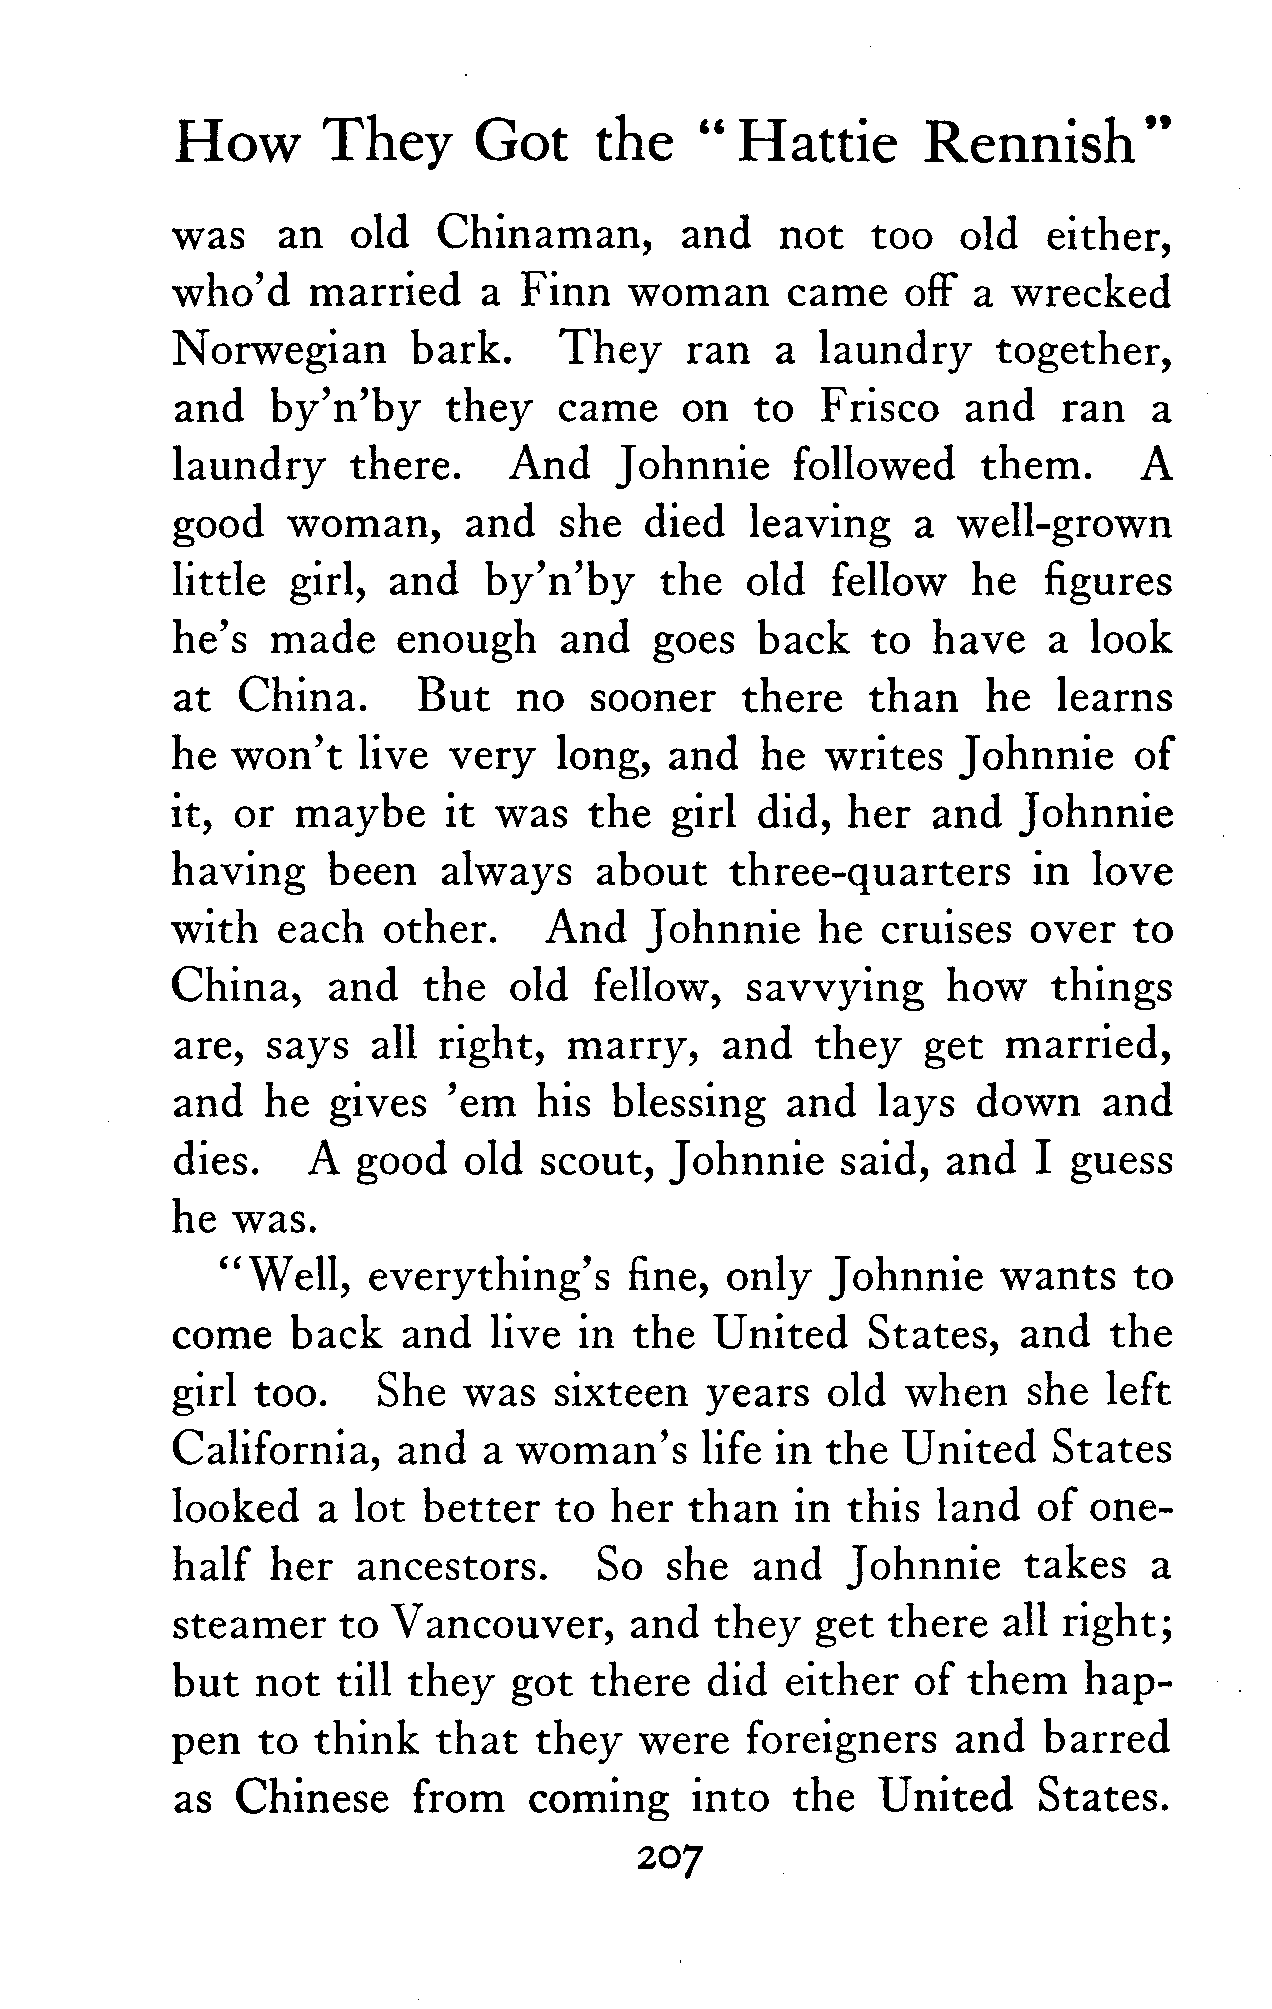 How They Got the "Hattie Rennish"
was an old Chinaman, and not too old either,
who'd married a Finn woman came off a wrecked
Norwegian bark. They ran a laundry together,
and by'n'by they came on to Frisco and ran a
laundry there. And Johnnie followed them. A
good woman, and she died leaving a well-grown
little girl, and by'n'by the old fellow he figures
he's made enough and goes back to have a look
at China. But no sooner there than he learns
he won't live very long, and he writes Johnnie of
it, or maybe it was the girl did, her and Johnnie
having been always about three-quarters in love
with each other. And Johnnie he cruises over to
China, and the old fellow, savvying how things
are, says all right, marry, and they get married,
and he gives 'em his blessing and lays down and
dies. A good old scout, Johnnie said, and I guess
he was.
"Well, everything's fine, only Johnnie wants to
come back and live in the United States, and the
girl too. She was sixteen years old when she left
California, and a woman's life in the United States
looked a lot better to her than in this land of one-
half her ancestors. So she and Johnnie takes a
steamer to Vancouver, and they get there all right;
but not till they got there did either of them hap-
pen to think that they were foreigners and barred
as Chinese from coming into the United States.
207